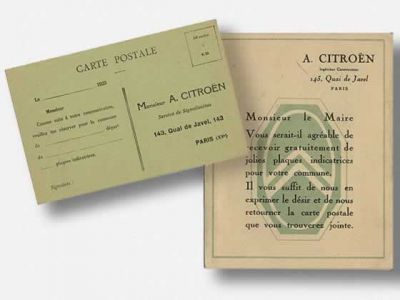 CARTE POSTALE
Le 192
Monsieur
Comme suite à votre communication,
veuillez me réserver pour la commune
de départ
plaques indicatrices.
Signature :
Monsieur A. CITROËN
Service de Signalisation
143, Quai de Javel, 143
PARIS (XVe)
A. CITROËN
Ingénieur Constructeur
143, Quai de Javel
PARIS
Monsieur le Maire
Vous serait-il agréable de
recevoir gratuitement de
jolies plaques indicatrices
pour votre commune.
Il vous suffit de nous en
exprimer le désir et de nous
retourner la carte postale
que vous trouverez jointe.